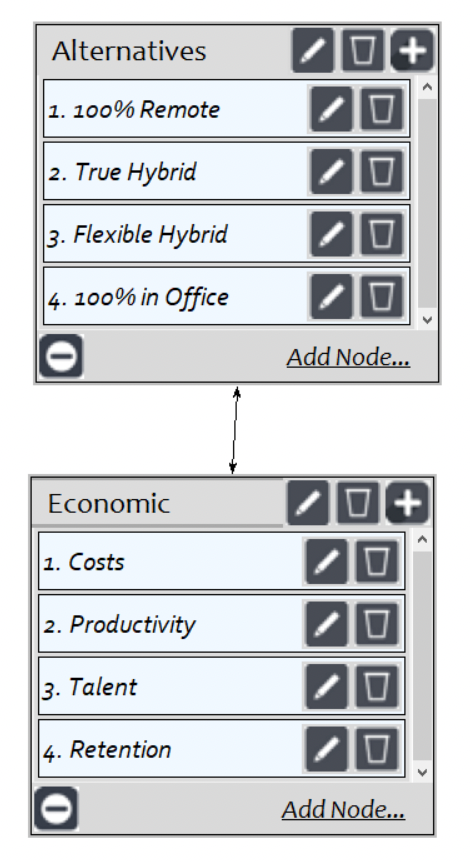 Alternatives
1. 100% Remote
2. True Hybrid
3. Flexible Hybrid
4. 100% in Office
Add Node...
Economic
1. Costs
2. Productivity
3. Talent
4. Retention
Add Node...